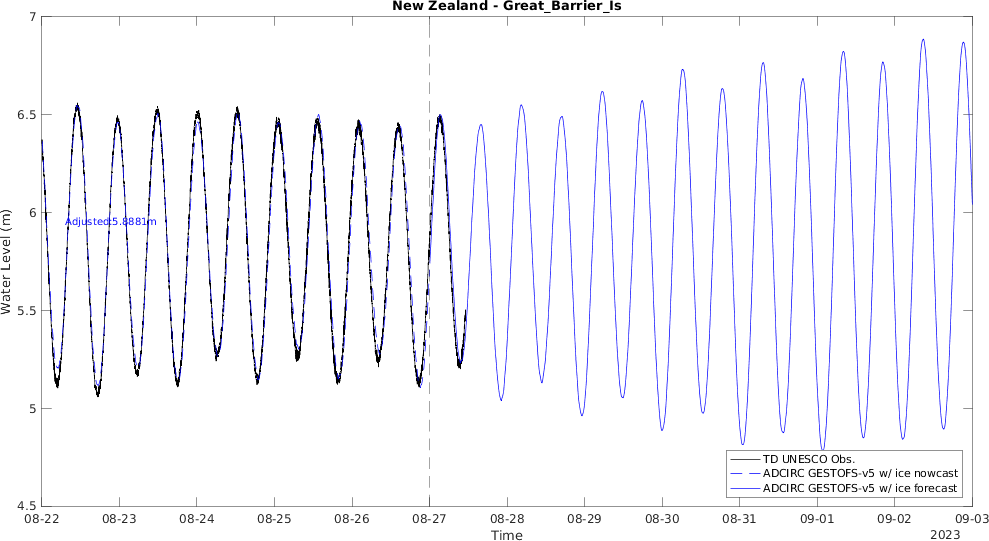 New Zealand - Great_Barrier_Is
7
6.5
6
5.5
5
4.5
Water Level (m)
Adjusted:5.8881m
TD UNESCO Obs.
ADCIRC GESTOFS-v5 w/ ice nowcast
ADCIRC GESTOFS-v5 w/ ice forecast
08-22 08-23 08-24 08-25 08-26 08-27 08-28 08-29 08-30 08-31 09-01 09-02 09-03
Time
2023